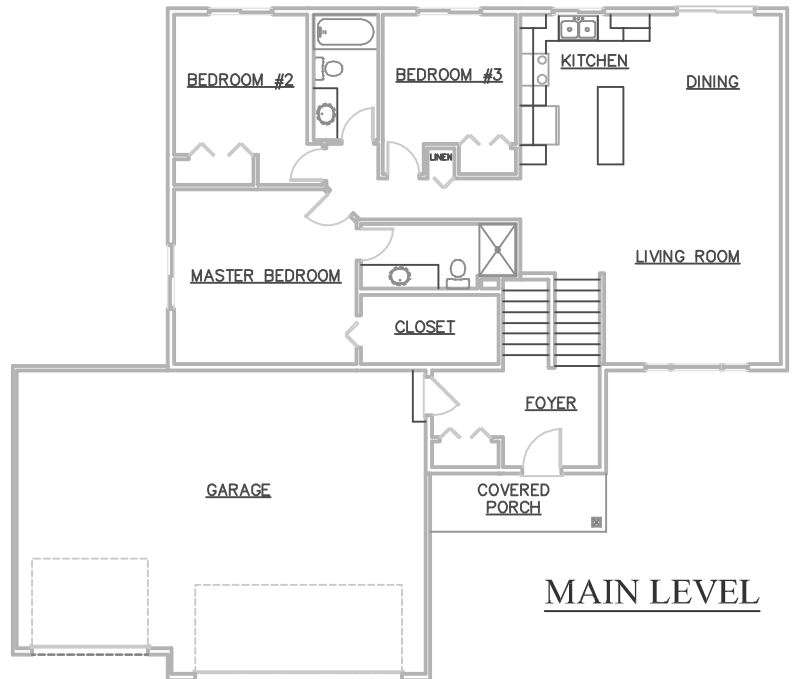 BEDROOM #2
BEDROOM #3
KITCHEN
DINING
LINEN
MASTER BEDROOM
LIVING ROOM
CLOSET
FOYER
GARAGE
COVERED
PORCH
MAIN LEVEL